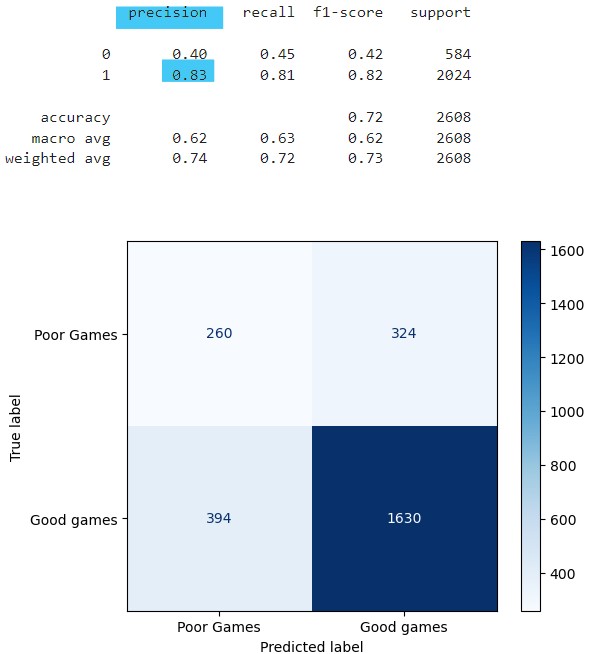 precision recall f1-score support
0 0.40 0.45 0.42 584
1 0.83 0.81 0.82 2024
accuracy 0.72 2608
macro avg 0.62 0.63 0.62 2608
weighted avg 0.74 0.72 0.73 2608
1600
1400
1200
1000
800
600
400
Poor Games
260 324
True label
Good games
394 1630
Poor Games Good games
Predicted label